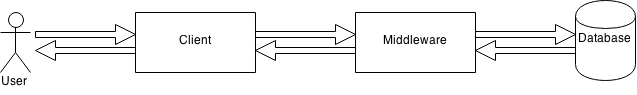 User
Client
Middleware
Database